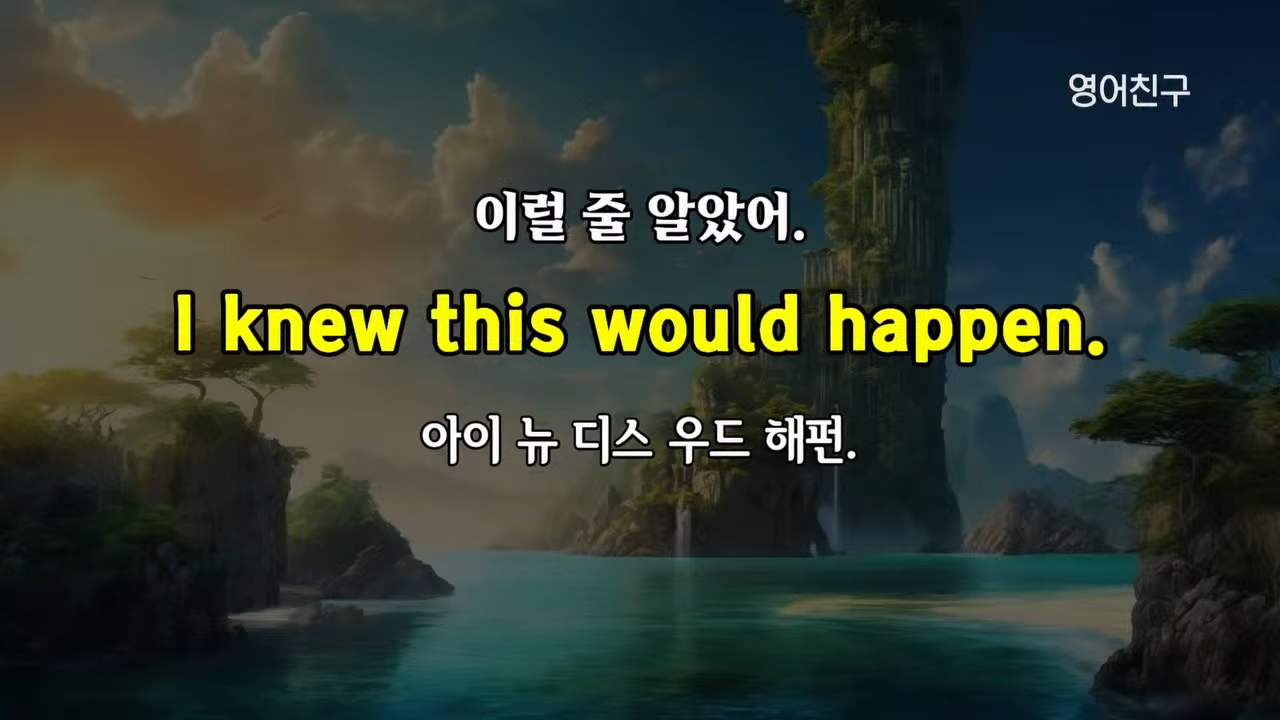 영어친구
이럴 줄 알았어.
I knew this would happen.
아이 뉴 디스 우드 해펀.